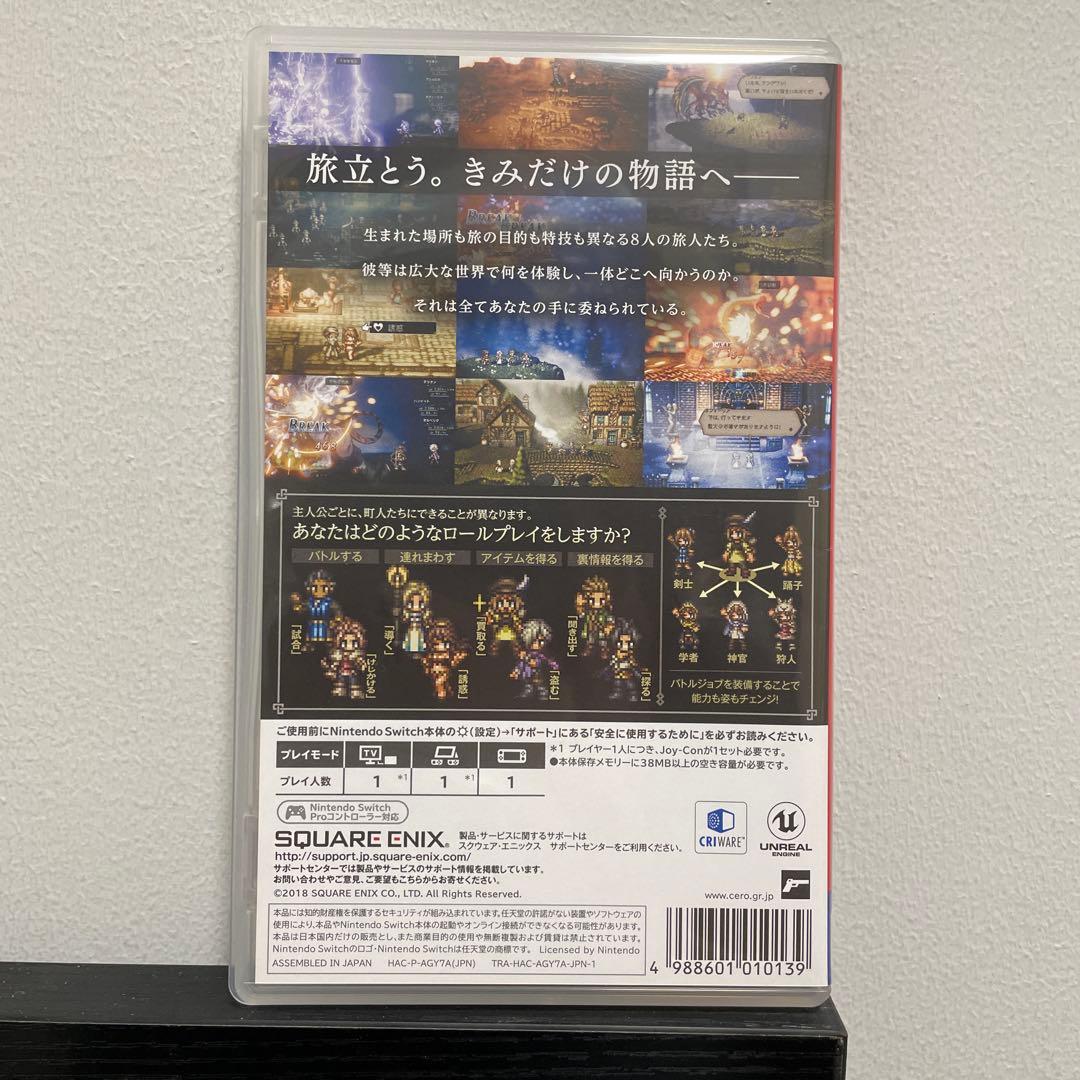 旅立とう。きみだけの物語へ――
生まれた場所も旅の目的も特技も異なる8人の旅人たち。
彼等は広大な世界で何を体験し、一体どこへ向かうのか。
それは全てあなたの手に委ねられている。
BREAK
誘惑
BREAK
主人公ごとに、町人たちにできることが異なります。
あなたはどのようなロールプレイをしますか?
バトルする 連れまわす アイテムを得る 裏情報を得る
「試合」
「けしかける」
「導く」
「誘惑」
「買取る」
「盗む」
「聞き出す」
「探る」
剣士 踊子
学者 神官 狩人
バトルジョブを装備することで
能力も姿もチェンジ!
ご使用前にNintendo Switch本体の(設定)→「サポート」にある「安全に使用するために」を必ずお読みください。
プレイモード TV
プレイ人数 1 *1 1 *1 1
*1 プレイヤー1人につき、Joy-Conが1セット必要です。
●本体保存メモリーに38MB以上の空き容量が必要です。
Nintendo Switch
Proコントローラー対応
SQUARE ENIX®
製品・サービスに関するサポートは
スクウェア・エニックス サポートセンターをご利用ください。
http://support.jp.square-enix.com/
サポートセンターでは製品やサービスのサポート情報を掲載しています。
お問い合わせやご意見、ご要望もこちらからお寄せください。
©2018 SQUARE ENIX CO., LTD. All Rights Reserved.
CRIWARE™
UNREAL
ENGINE
www.cero.gr.jp
本品には知的財産権を保護するセキュリティが組み込まれています。任天堂の許諾がない装置やソフトウェアの
使用により、本品やNintendo Switch本体の起動やオンライン接続ができなくなる可能性があります。
本品は日本国内だけの販売とし、また商業目的の使用や無断複製および賃貸は禁止されています。
Nintendo Switchのロゴ・Nintendo Switchは任天堂の商標です。 Licensed by Nintendo
ASSEMBLED IN JAPAN HAC-P-AGY7A(JPN) TRA-HAC-AGY7A-JPN-1
4 988601 010139